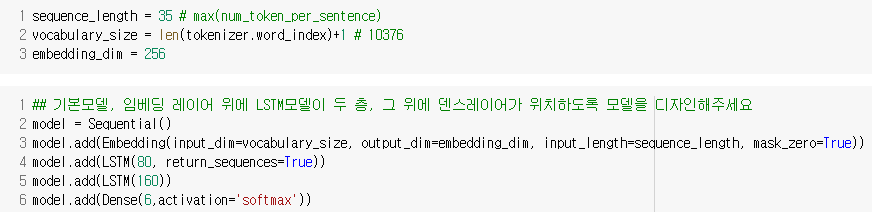 1 sequence_length = 35 # max(num_token_per_sentence)
2 vocabulary_size = len(tokenizer.word_index)+1 # 10376
3 embedding_dim = 256
1 ## 기본모델, 임베딩 레이어 위에 LSTM모델이 두 층, 그 위에 덴스레이어가 위치하도록 모델을 디자인해주세요
2 model = Sequential()
3 model.add(Embedding(input_dim=vocabulary_size, output_dim=embedding_dim, input_length=sequence_length, mask_zero=True))
4 model.add(LSTM(80, return_sequences=True))
5 model.add(LSTM(160))
6 model.add(Dense(6,activation='softmax'))